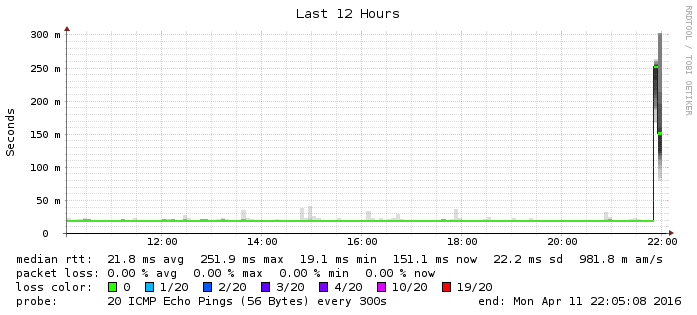 Last 12 Hours
RRDTOOL / TOBI OETIKER
Seconds
300 m
250 m
200 m
150 m
100 m
50 m
0
12:00 14:00 16:00 18:00 20:00 22:00
median rtt: 21.8 ms avg 251.9 ms max 19.1 ms min 151.1 ms now 22.2 ms sd 981.8 m am/s
packet loss: 0.00 % avg 0.00 % max 0.00 % min 0.00 % now
loss color: 0 1/20 2/20 3/20 4/20 10/20 19/20
probe: 20 ICMP Echo Pings (56 Bytes) every 300s end: Mon Apr 11 22:05:08 2016